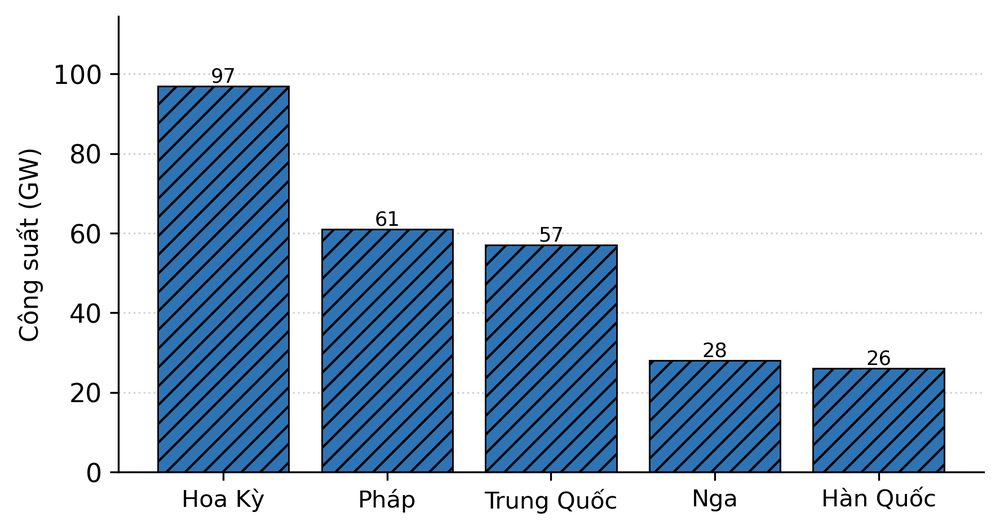 Công suất (GW)
100
80
60
40
20
0
97
61
57
28
26
Hoa Kỳ
Pháp
Trung Quốc
Nga
Hàn Quốc